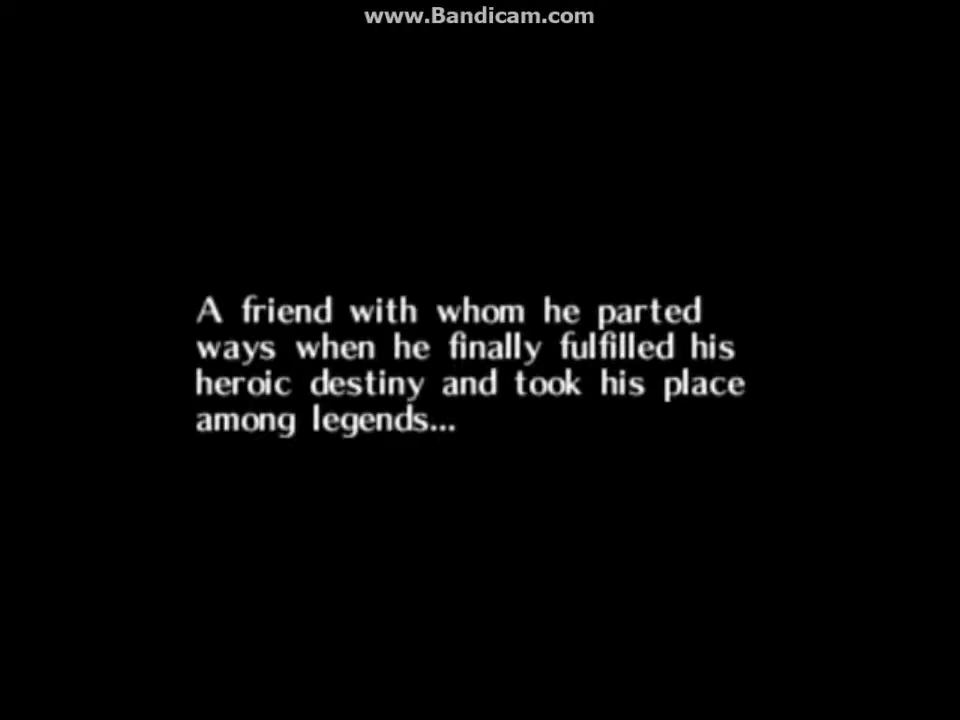 www.Bandicam.com
A friend with whom he parted
ways when he finally fulfilled his
heroic destiny and took his place
among legends...